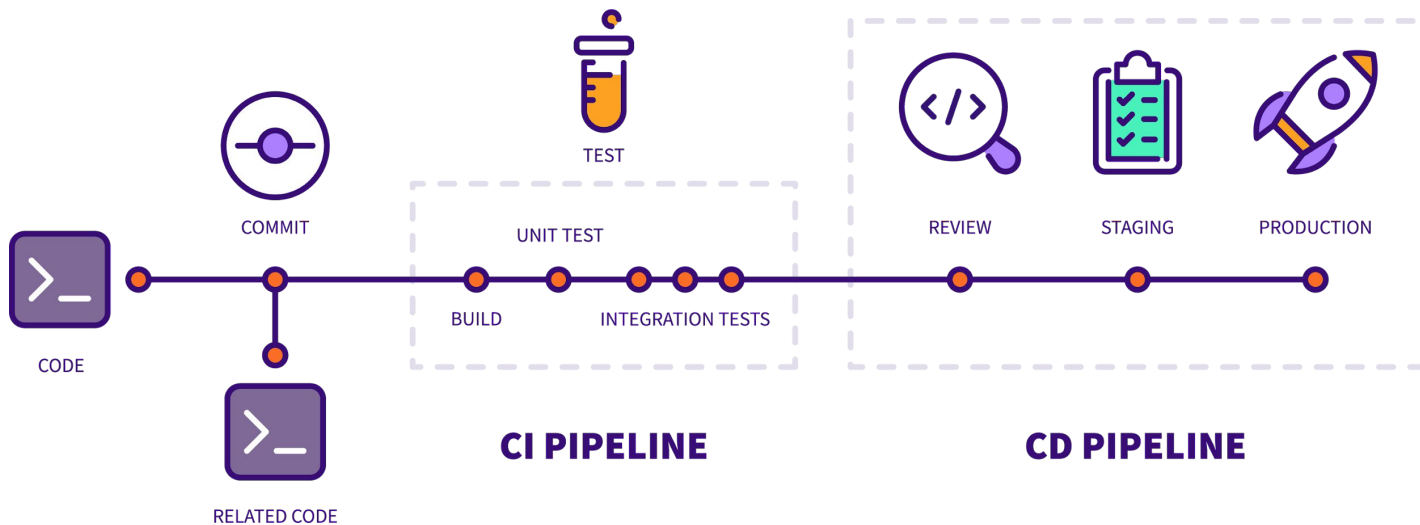 TEST
COMMIT
UNIT TEST
REVIEW
STAGING
PRODUCTION
BUILD
INTEGRATION TESTS
CODE
CI PIPELINE
CD PIPELINE
RELATED CODE